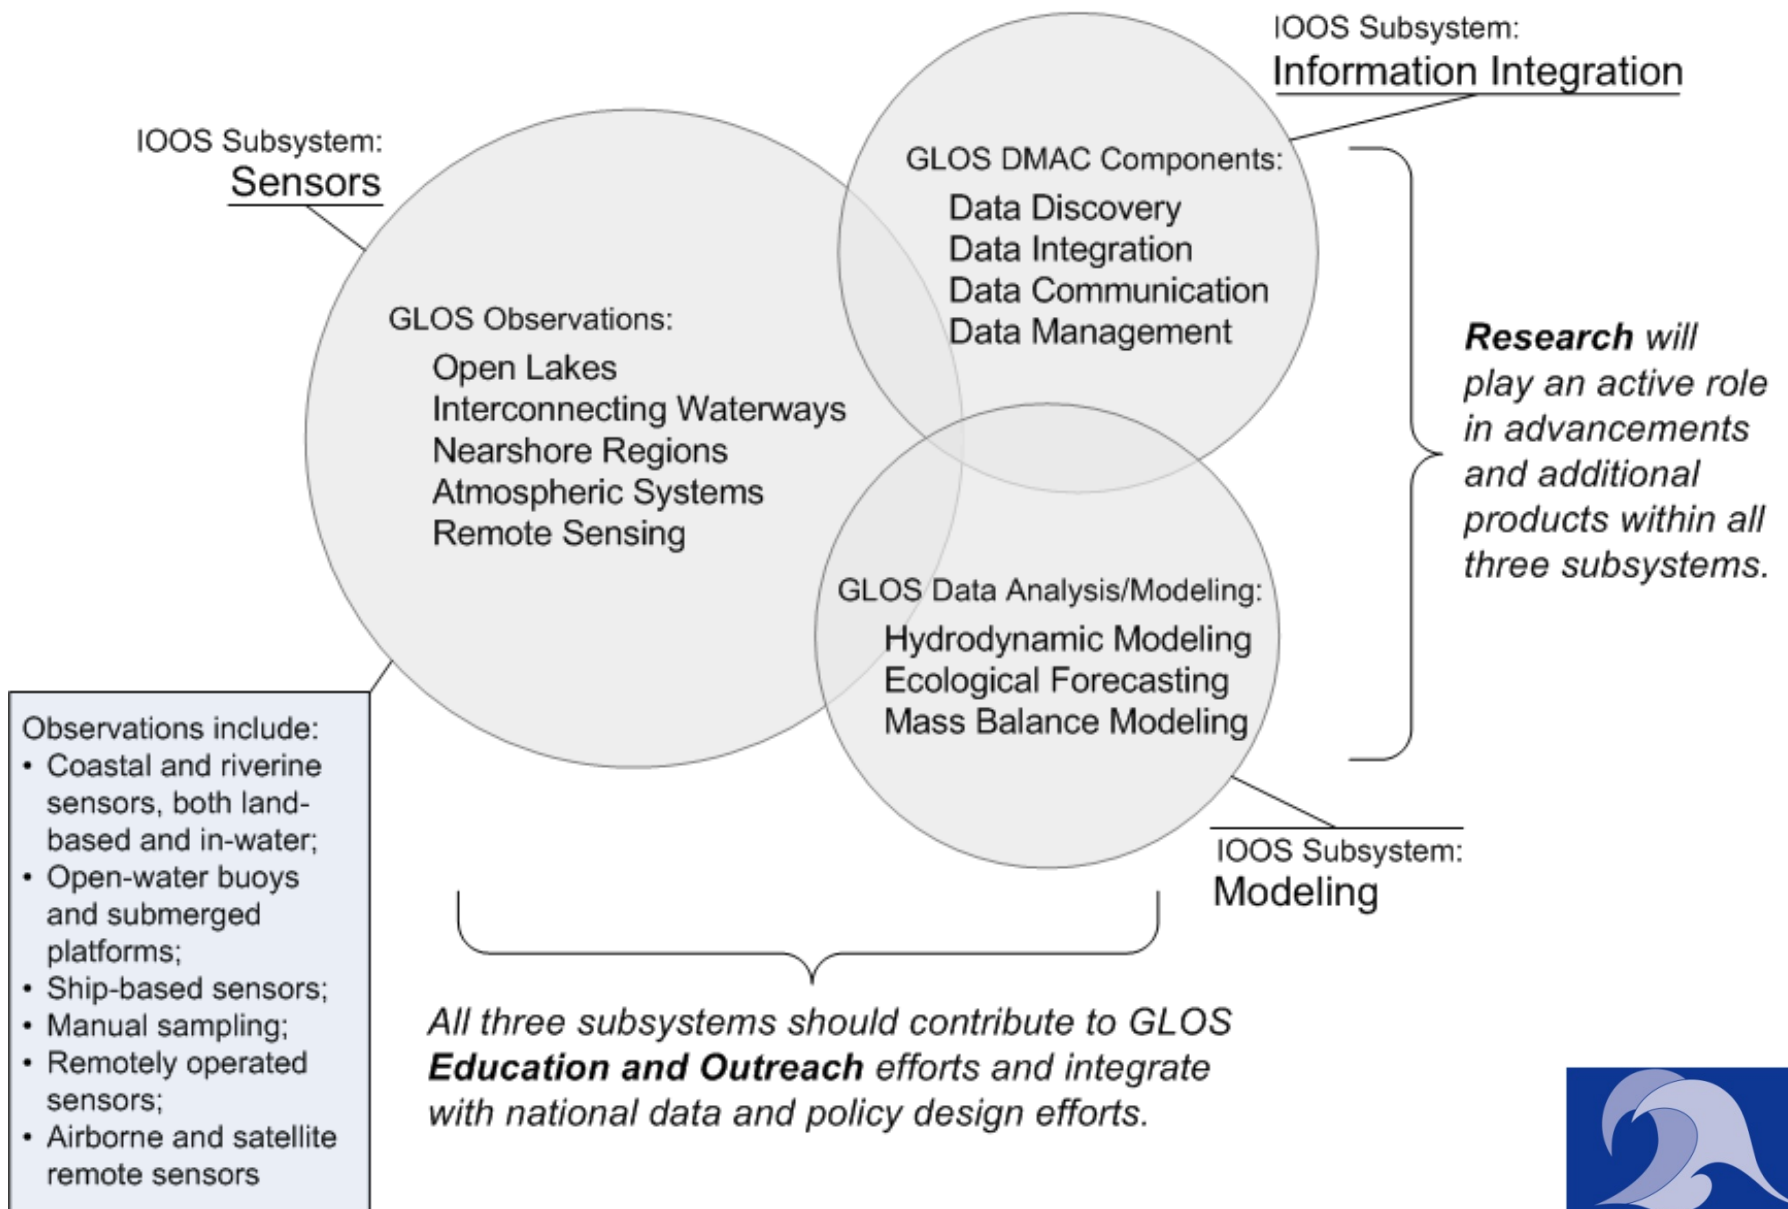 IOOS Subsystem:
Sensors
IOOS Subsystem:
Information Integration
GLOS Observations:
Open Lakes
Interconnecting Waterways
Nearshore Regions
Atmospheric Systems
Remote Sensing
GLOS DMAC Components:
Data Discovery
Data Integration
Data Communication
Data Management
GLOS Data Analysis/Modeling:
Hydrodynamic Modeling
Ecological Forecasting
Mass Balance Modeling
IOOS Subsystem:
Modeling
Research will
play an active role
in advancements
and additional
products within all
three subsystems.
Observations include:
• Coastal and riverine
sensors, both land-
based and in-water;
• Open-water buoys
and submerged
platforms;
• Ship-based sensors;
• Manual sampling;
• Remotely operated
sensors;
• Airborne and satellite
remote sensors
All three subsystems should contribute to GLOS
Education and Outreach efforts and integrate
with national data and policy design efforts.